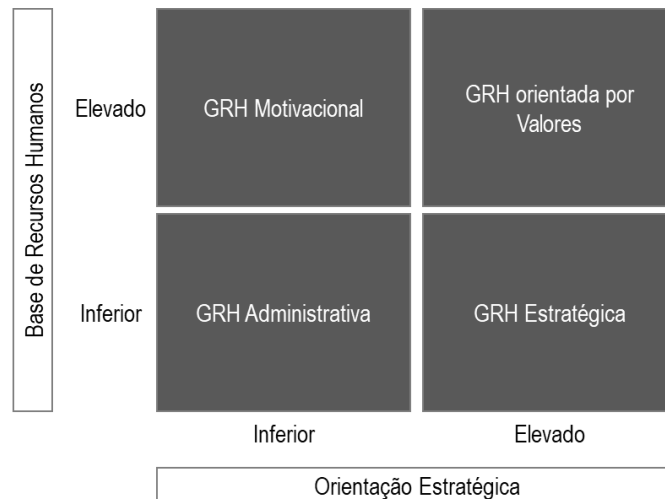 Base de Recursos Humanos
Elevado
GRH Motivacional
GRH orientada por
Valores
Inferior
GRH Administrativa
GRH Estratégica
Inferior
Elevado
Orientação Estratégica